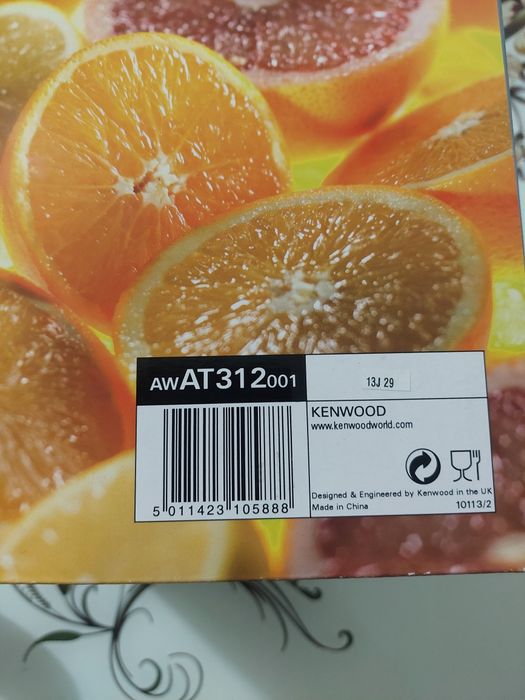 AWAT312001
13J 29
KENWOOD
www.kenwoodworld.com
5 011423 105888
Designed & Engineered by Kenwood in the UK
Made in China
10113/2